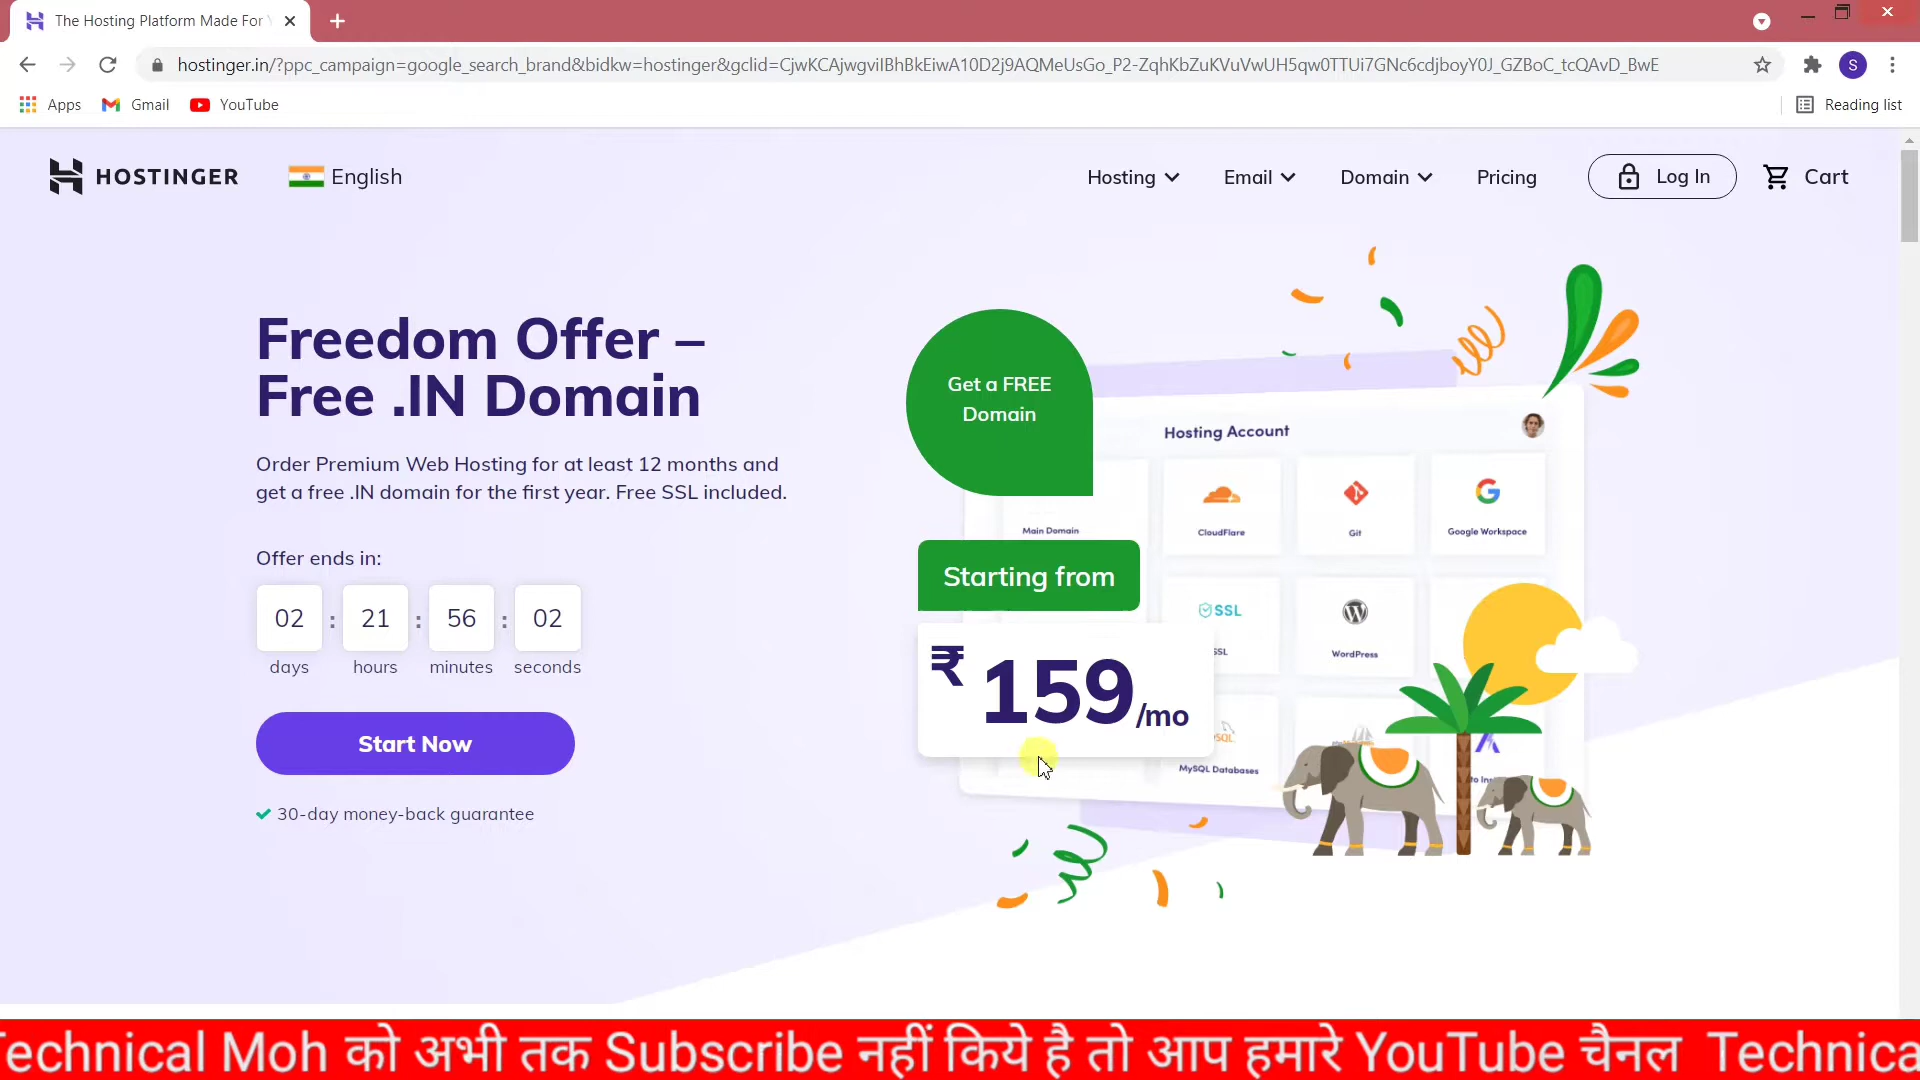 The Hosting Platform Made For
hostinger.in/?ppc_campaign=google_search_brand&bidkw=hostinger&gclid=CjwKCAjwgviIBhBkEiwA10D2j9AQMeUsGo_P2-ZqhKbZuKVuVwUH5qw0TTUi7GNc6cdjboyY0J_GZBoC_tcQAvD_BwE
S
Apps
Gmail
YouTube
Reading list
HOSTINGER
English
Hosting
Email
Domain
Pricing
Log In
Cart
Freedom Offer –
Free .IN Domain
Order Premium Web Hosting for at least 12 months and
get a free .IN domain for the first year. Free SSL included.
Offer ends in:
02 : 21 : 56 : 02
days hours minutes seconds
Start Now
30-day money-back guarantee
Get a FREE
Domain
Hosting Account
Main Domain
CloudFlare
Git
Google Workspace
Starting from
SSL
SSL
WordPress
₹ 159/mo
MySQL Databases
Technical Moh को अभी तक Subscribe नहीं किये है तो आप हमारे YouTube चैनल Technica